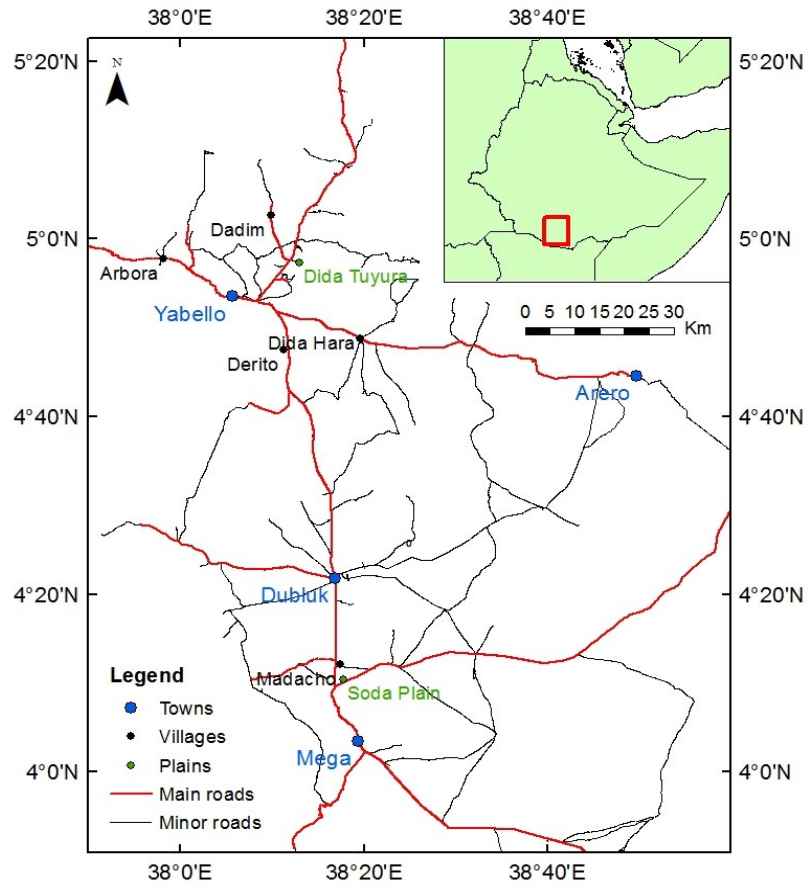 38°0'E 38°20'E 38°40'E
5°20'N 5°20'N
N
Dadim
5°0'N 5°0'N
Arbora
Dida Tuyura
Yabello
0 5 10 15 20 25 30
Km
Dida Hara
Derito
Arero
4°40'N 4°40'N
4°20'N 4°20'N
Dubluk
Legend
Madacho
Soda Plain
Towns
Villages
Mega
Plains
4°0'N 4°0'N
Main roads
Minor roads
38°0'E 38°20'E 38°40'E